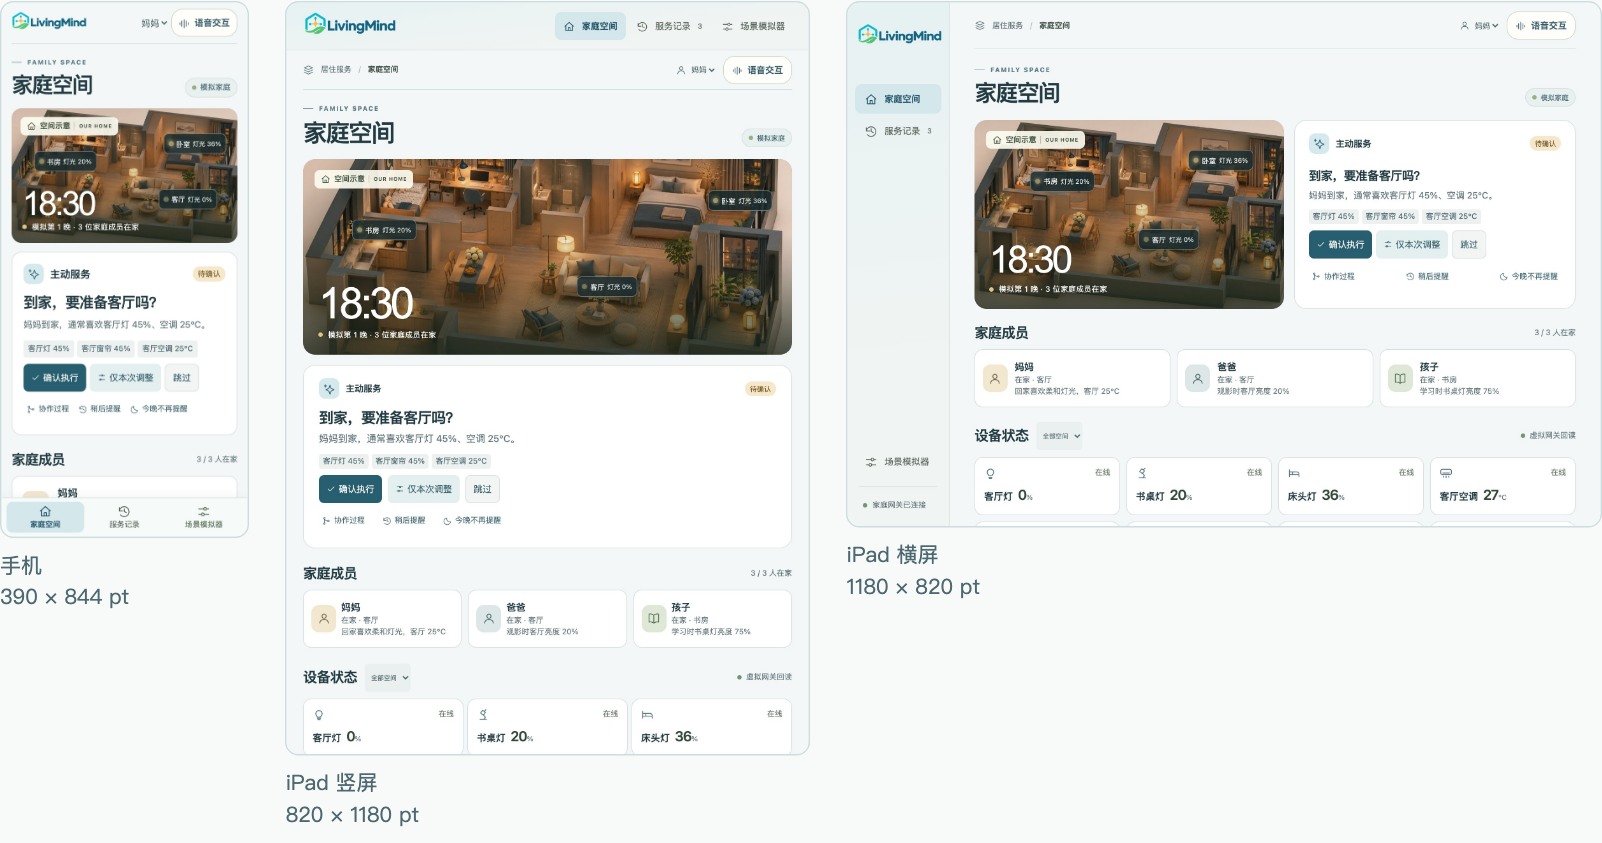 LivingMind
妈妈
语音交互
FAMILY SPACE
家庭空间
模拟家庭
空间示意 OUR HOME
卧室 灯光 36%
书房 灯光 20%
客厅 灯光 0%
18:30
模拟第 1 晚 · 3 位家庭成员在家
主动服务
待确认
到家，要准备客厅吗？
妈妈到家，通常喜欢客厅灯 45%、空调 25°C。
客厅灯 45% 客厅窗帘 45% 客厅空调 25°C
确认执行 仅本次调整 跳过
协作过程 稍后提醒 今晚不再提醒
家庭成员
3 / 3 人在家
妈妈
家庭空间 服务记录 场景模拟器
手机
390 × 844 pt
LivingMind
家庭空间 服务记录 3 场景模拟器
居住服务 / 家庭空间
妈妈
语音交互
FAMILY SPACE
家庭空间
模拟家庭
空间示意 OUR HOME
卧室 灯光 36%
书房 灯光 20%
客厅 灯光 0%
18:30
模拟第 1 晚 · 3 位家庭成员在家
主动服务
待确认
到家，要准备客厅吗？
妈妈到家，通常喜欢客厅灯 45%、空调 25°C。
客厅灯 45% 客厅窗帘 45% 客厅空调 25°C
确认执行 仅本次调整 跳过
协作过程 稍后提醒 今晚不再提醒
家庭成员
3 / 3 人在家
妈妈
在家 · 客厅
回家喜欢柔和灯光，客厅 25°C
爸爸
在家 · 客厅
观影时客厅亮度 20%
孩子
在家 · 书房
学习时书桌灯亮度 75%
设备状态
全部空间
虚拟网关回读
在线
客厅灯 0%
在线
书桌灯 20%
在线
床头灯 36%
iPad 竖屏
820 × 1180 pt
LivingMind
家庭空间
服务记录 3
场景模拟器
家庭网关已连接
居住服务 / 家庭空间
妈妈
语音交互
FAMILY SPACE
家庭空间
模拟家庭
空间示意 OUR HOME
卧室 灯光 36%
书房 灯光 20%
客厅 灯光 0%
18:30
模拟第 1 晚 · 3 位家庭成员在家
主动服务
待确认
到家，要准备客厅吗？
妈妈到家，通常喜欢客厅灯 45%、空调 25°C。
客厅灯 45% 客厅窗帘 45% 客厅空调 25°C
确认执行 仅本次调整 跳过
协作过程 稍后提醒 今晚不再提醒
家庭成员
3 / 3 人在家
妈妈
在家 · 客厅
回家喜欢柔和灯光，客厅 25°C
爸爸
在家 · 客厅
观影时客厅亮度 20%
孩子
在家 · 书房
学习时书桌灯亮度 75%
设备状态
全部空间
虚拟网关回读
在线
客厅灯 0%
在线
书桌灯 20%
在线
床头灯 36%
在线
客厅空调 27°C
iPad 横屏
1180 × 820 pt